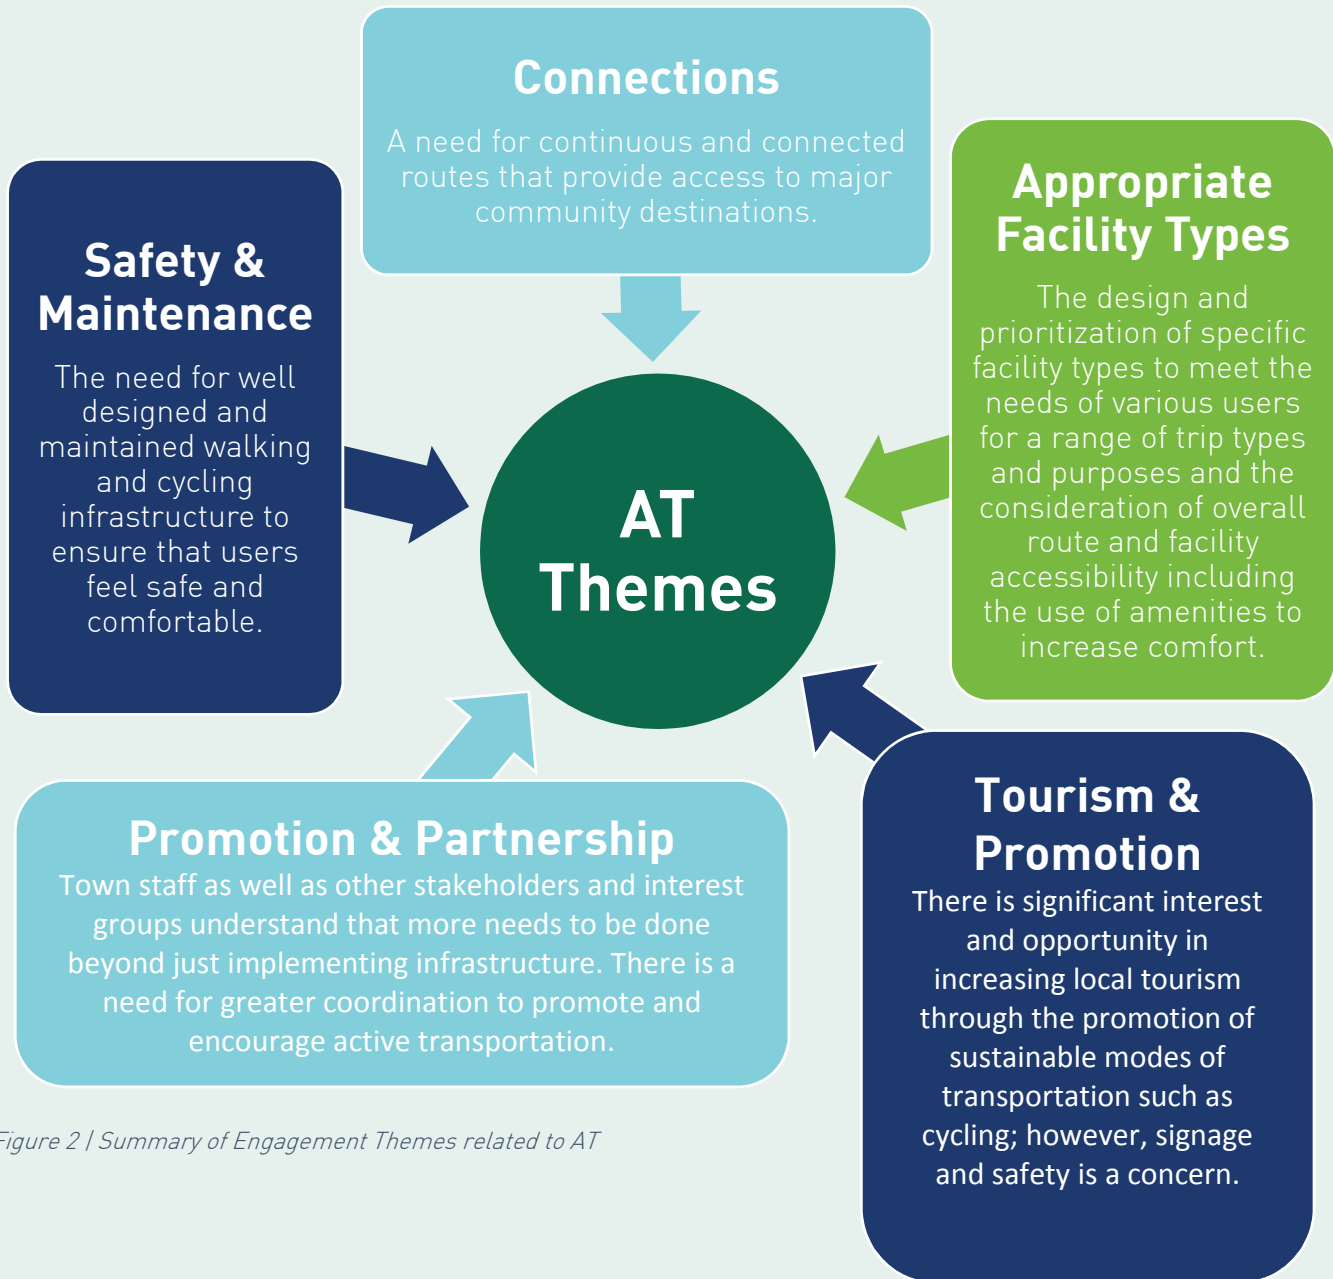 Connections
A need for continuous and connected
routes that provide access to major
community destinations.
Safety &
Maintenance
The need for well
designed and
maintained walking
and cycling
infrastructure to
ensure that users
feel safe and
comfortable.
Appropriate
Facility Types
The design and
prioritization of specific
facility types to meet the
needs of various users
for a range of trip types
and purposes and the
consideration of overall
route and facility
accessibility including
the use of amenities to
increase comfort.
AT
Themes
Promotion & Partnership
Town staff as well as other stakeholders and interest
groups understand that more needs to be done
beyond just implementing infrastructure. There is a
need for greater coordination to promote and
encourage active transportation.
Tourism &
Promotion
There is significant interest
and opportunity in
increasing local tourism
through the promotion of
sustainable modes of
transportation such as
cycling; however, signage
and safety is a concern.
Figure 2 | Summary of Engagement Themes related to AT